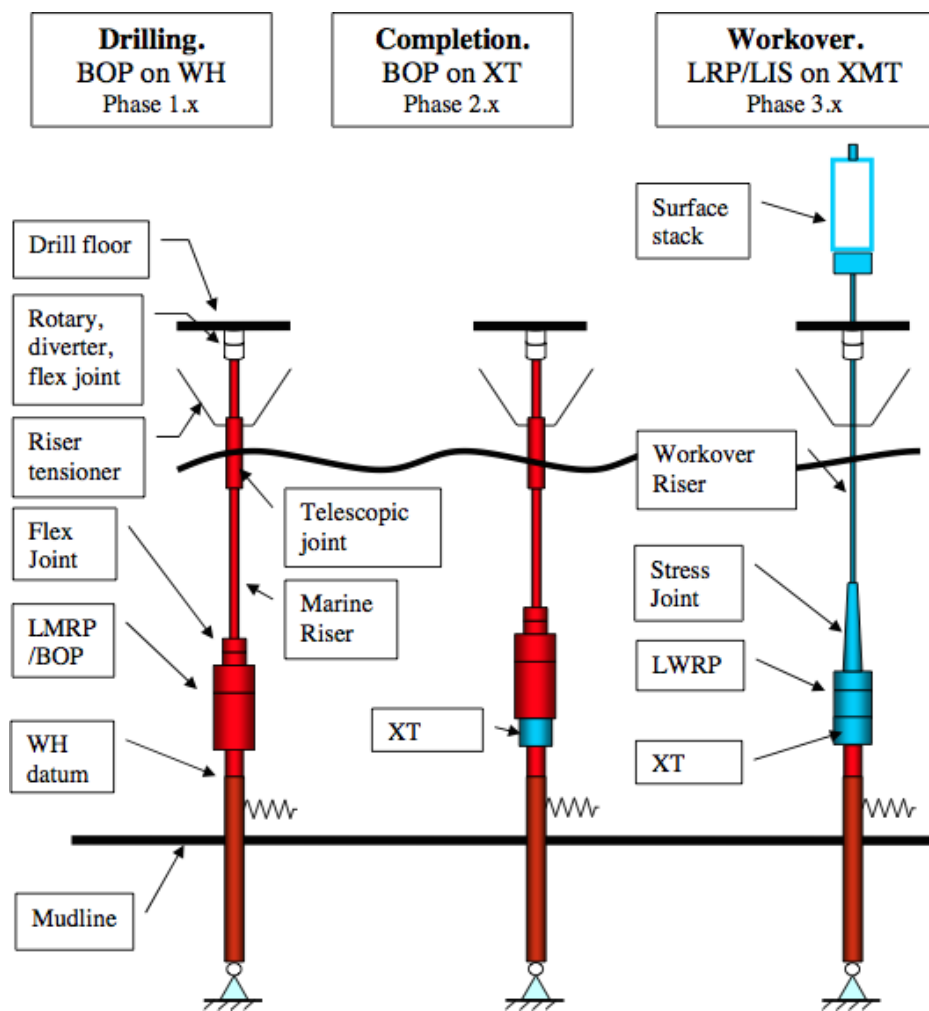 Drilling.
BOP on WH
Phase 1.x
Completion.
BOP on XT
Phase 2.x
Workover.
LRP/LIS on XMT
Phase 3.x
Surface
stack
Drill floor
Rotary,
diverter,
flex joint
Riser
tensioner
Workover
Riser
Telescopic
joint
Flex
Joint
Stress
Joint
Marine
Riser
LMRP
/BOP
LWRP
XT
WH
datum
XT
Mudline